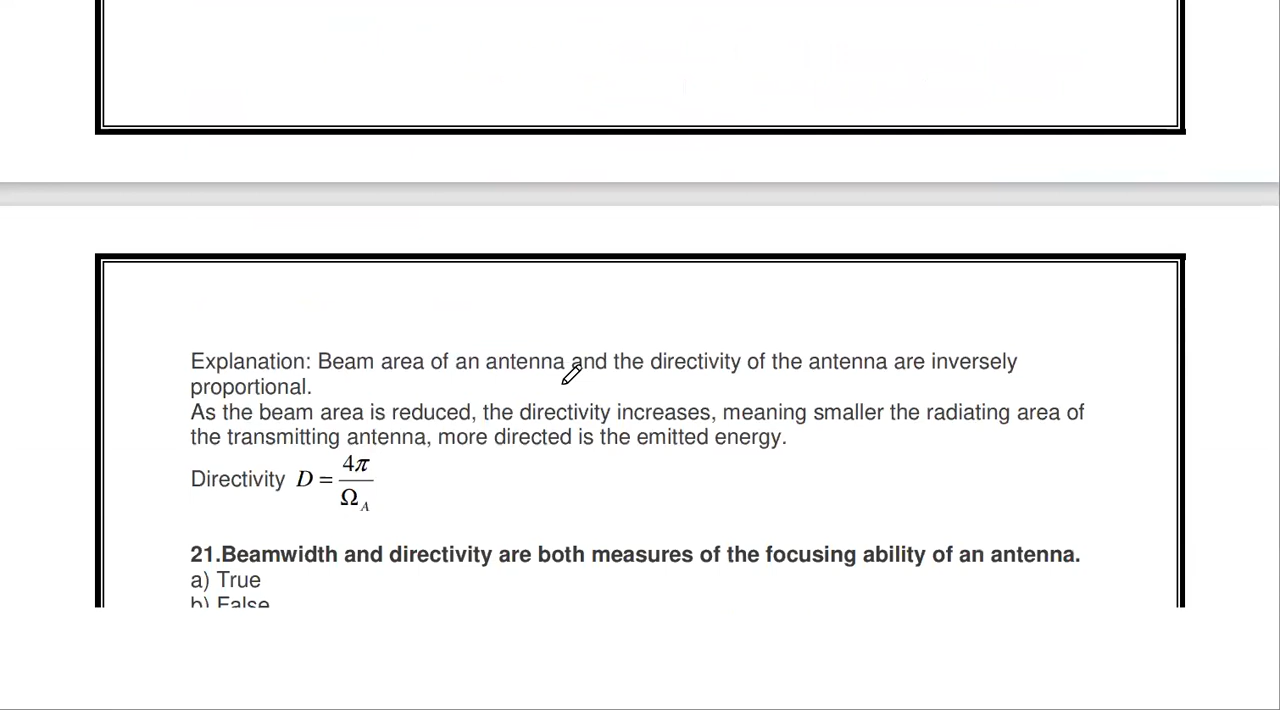 Explanation: Beam area of an antenna and the directivity of the antenna are inversely
proportional.
As the beam area is reduced, the directivity increases, meaning smaller the radiating area of
the transmitting antenna, more directed is the emitted energy.
Directivity D = 4π / Ω_A
21.Beamwidth and directivity are both measures of the focusing ability of an antenna.
a) True
b) False